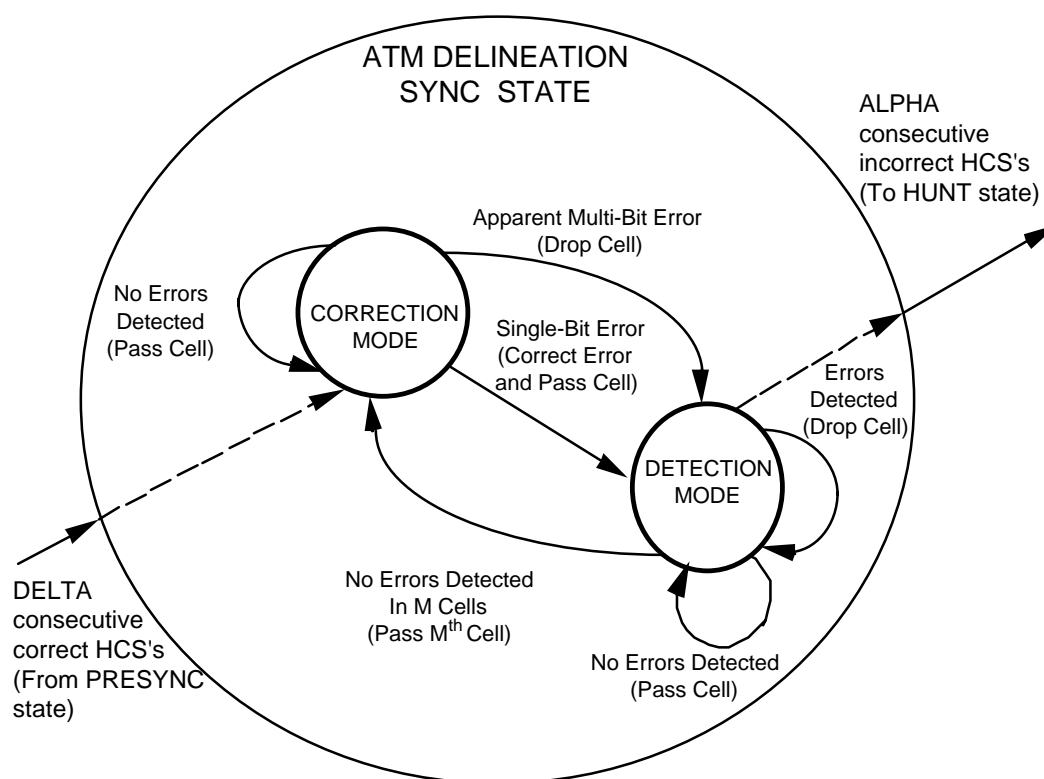 ATM DELINEATION
SYNC STATE
ALPHA
consecutive
incorrect HCS's
(To HUNT state)
Apparent Multi-Bit Error
(Drop Cell)
No Errors
Detected
(Pass Cell)
CORRECTION
MODE
Single-Bit Error
(Correct Error
and Pass Cell)
Errors
Detected
(Drop Cell)
DETECTION
MODE
DELTA
consecutive
correct HCS's
(From PRESYNC
state)
No Errors Detected
In M Cells
(Pass Mth Cell)
No Errors Detected
(Pass Cell)